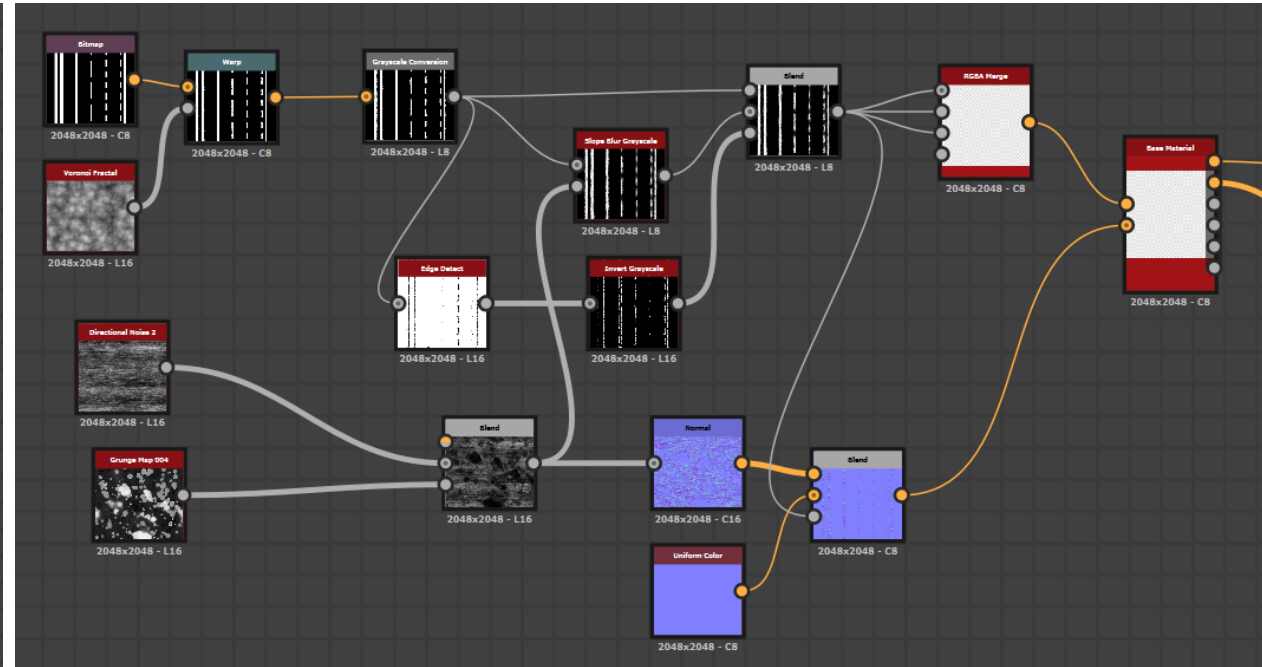 Bitmap
2048x2048 - C8
Warp
2048x2048 - C8
Grayscale Conversion
2048x2048 - L8
Blend
2048x2048 - L8
RGBA Merge
2048x2048 - C8
Base Material
2048x2048 - C8
Voronoi Fractal
2048x2048 - L16
Slope Blur Grayscale
2048x2048 - L8
Edge Detect
2048x2048 - L16
Invert Grayscale
2048x2048 - L16
Directional Noise 2
2048x2048 - L16
Grunge Map 004
2048x2048 - L16
Blend
2048x2048 - L16
Normal
2048x2048 - C16
Blend
2048x2048 - C8
Uniform Color
2048x2048 - C8